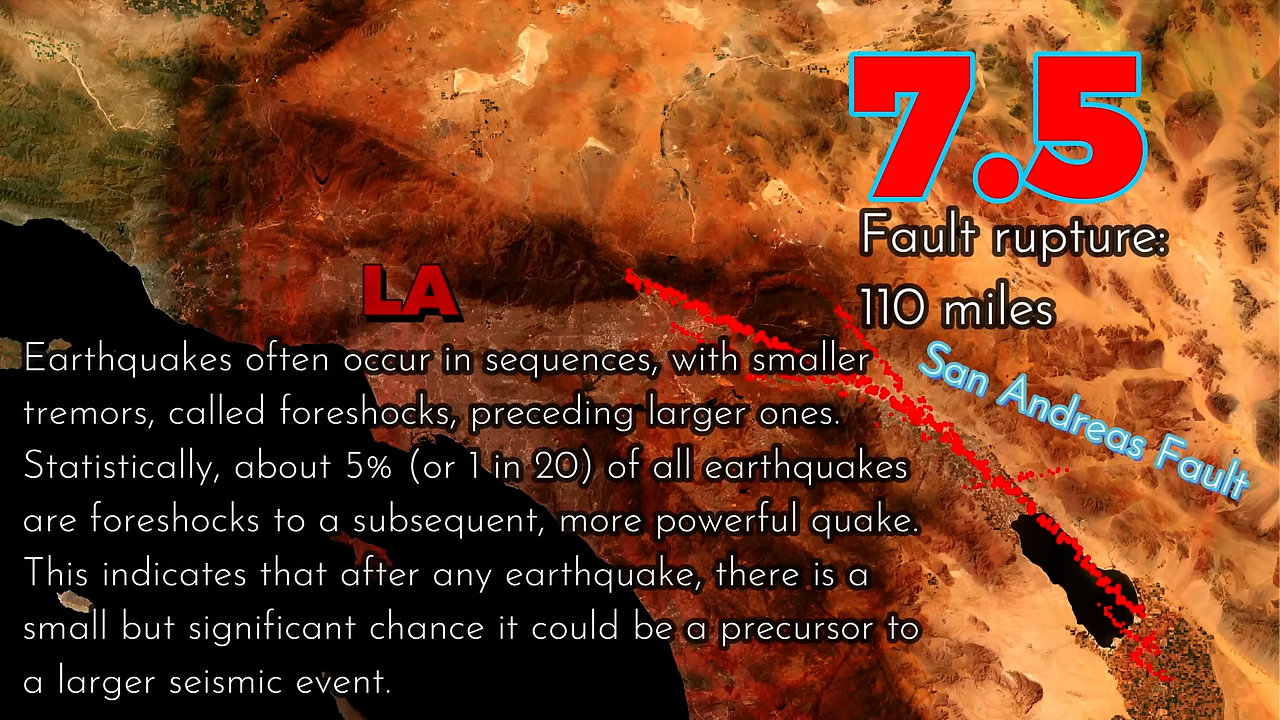 7.5
Fault rupture:
110 miles
San Andreas Fault
LA
Earthquakes often occur in sequences, with smaller
tremors, called foreshocks, preceding larger ones.
Statistically, about 5% (or 1 in 20) of all earthquakes
are foreshocks to a subsequent, more powerful quake.
This indicates that after any earthquake, there is a
small but significant chance it could be a precursor to
a larger seismic event.